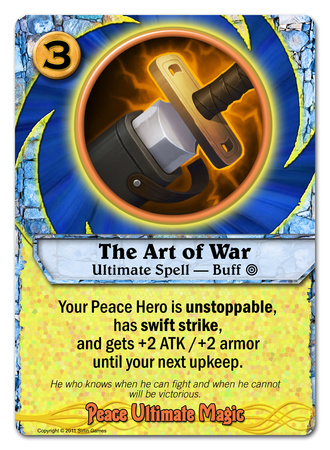 3
The Art of War
Ultimate Spell — Buff
Your Peace Hero is unstoppable,
has swift strike,
and gets +2 ATK /+2 armor
until your next upkeep.
He who knows when he can fight and when he cannot
will be victorious.
Peace Ultimate Magic
Copyright © 2011 Sirlin Games